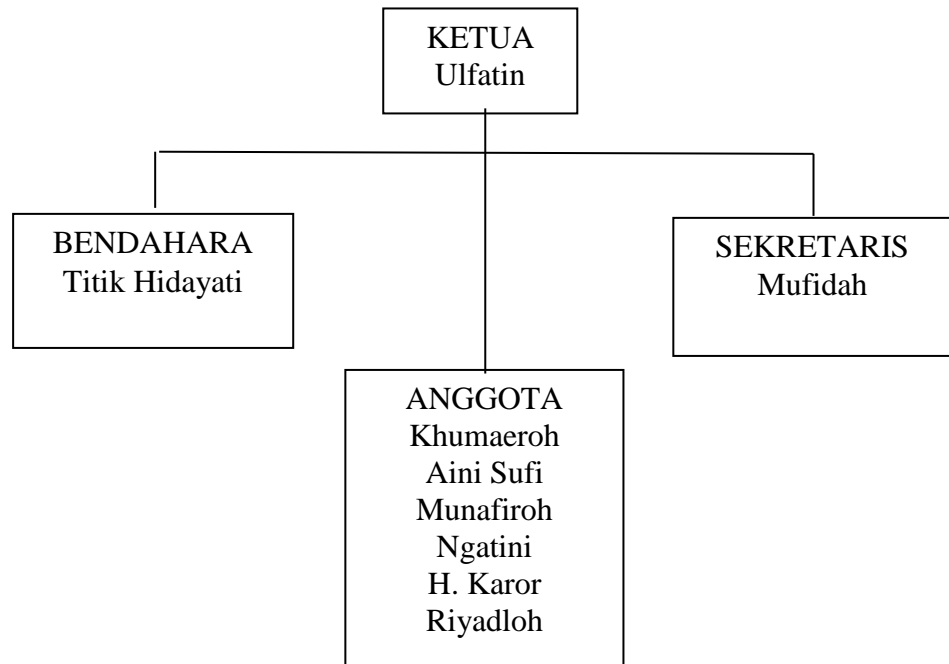 KETUA
Ulfatin
BENDAHARA
Titik Hidayati
SEKRETARIS
Mufidah
ANGGOTA
Khumaeroh
Aini Sufi
Munafiroh
Ngatini
H. Karor
Riyadloh